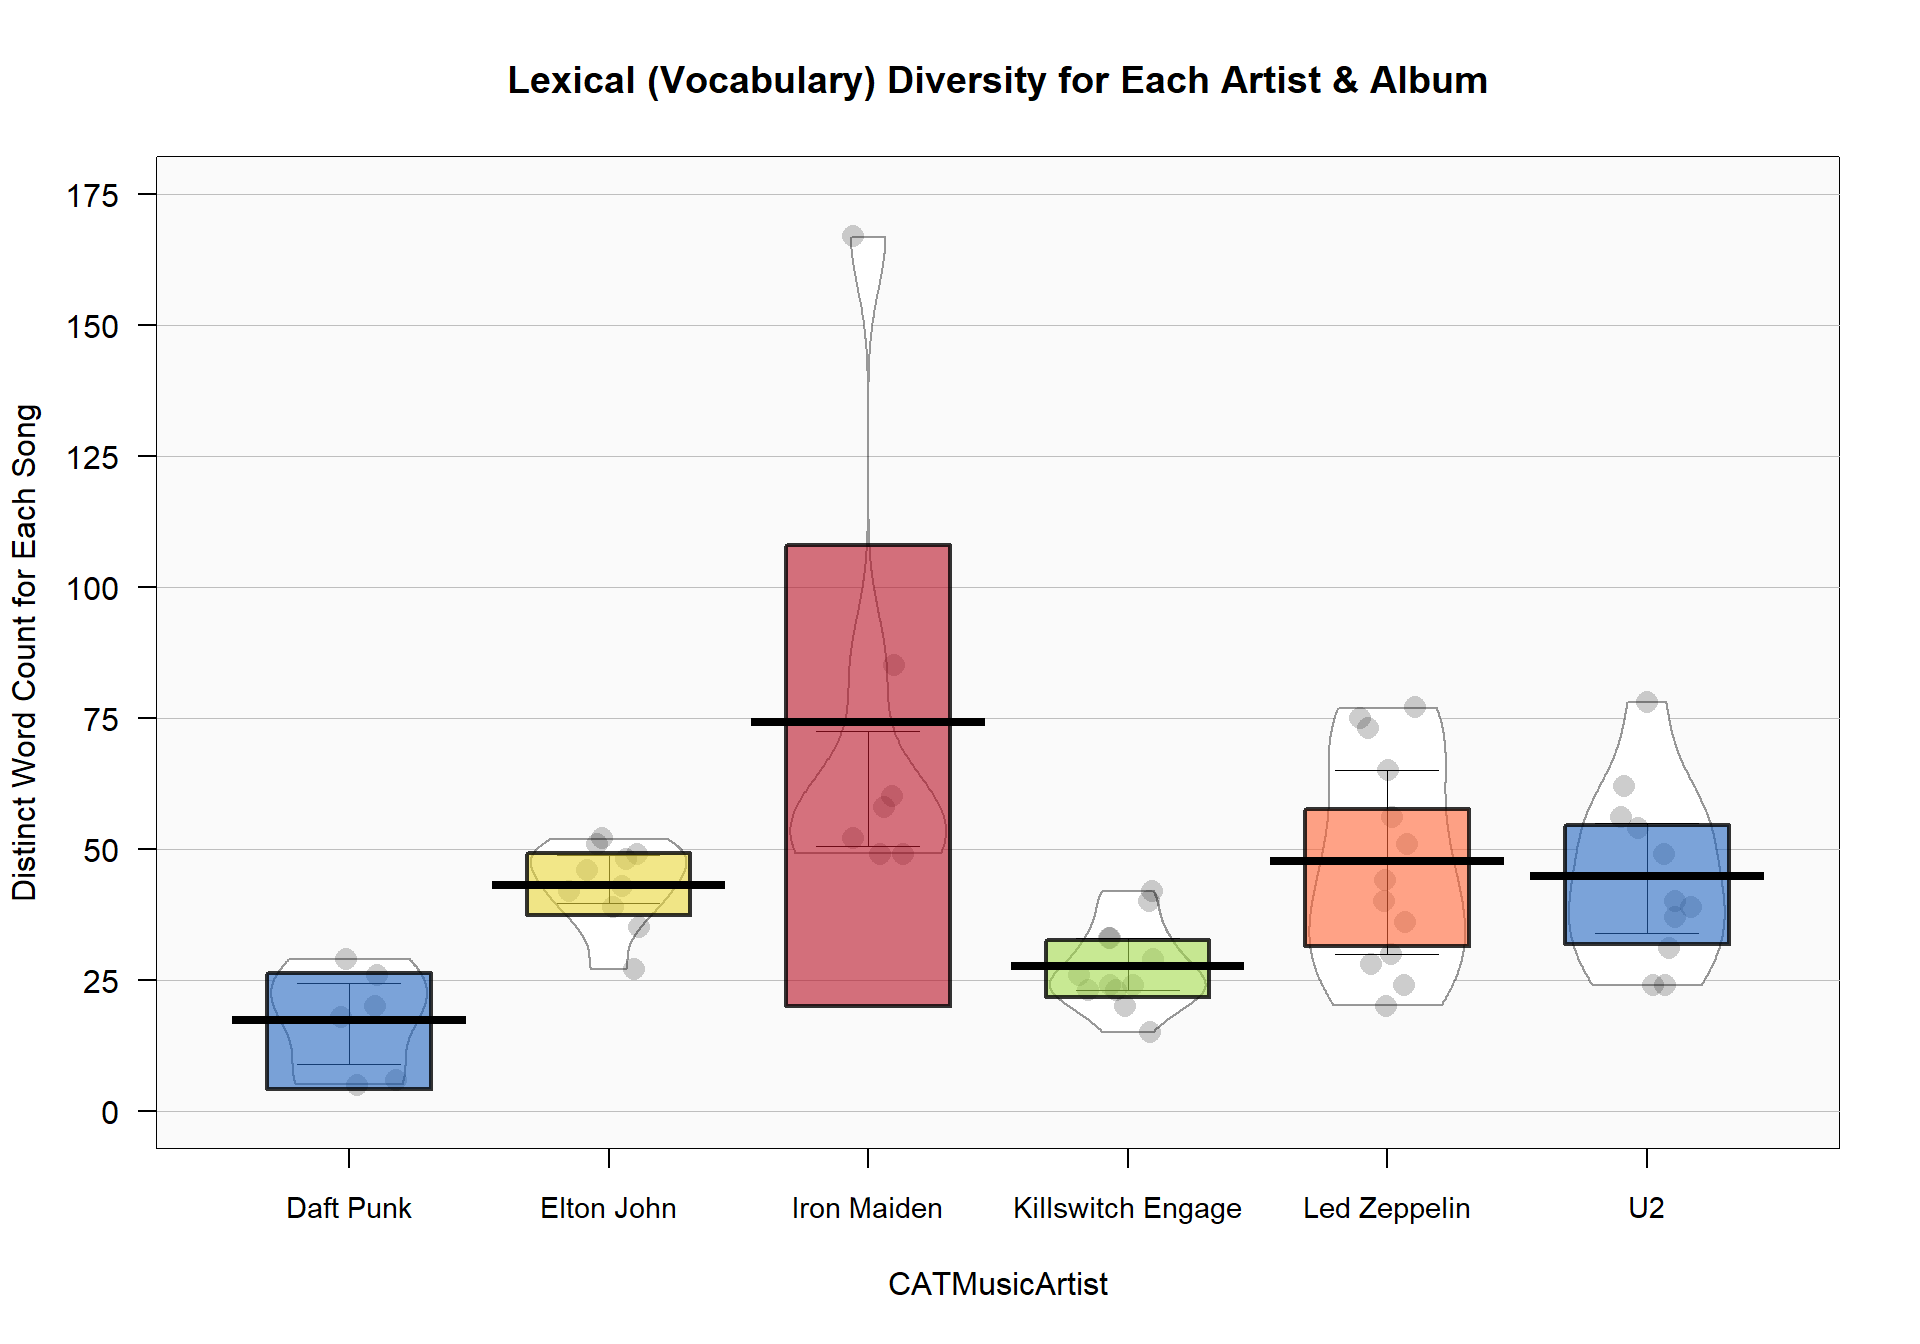 Lexical (Vocabulary) Diversity for Each Artist & Album
Distinct Word Count for Each Song
175
150
125
100
75
50
25
0
Daft Punk
Elton John
Iron Maiden
Killswitch Engage
Led Zeppelin
U2
CATMusicArtist